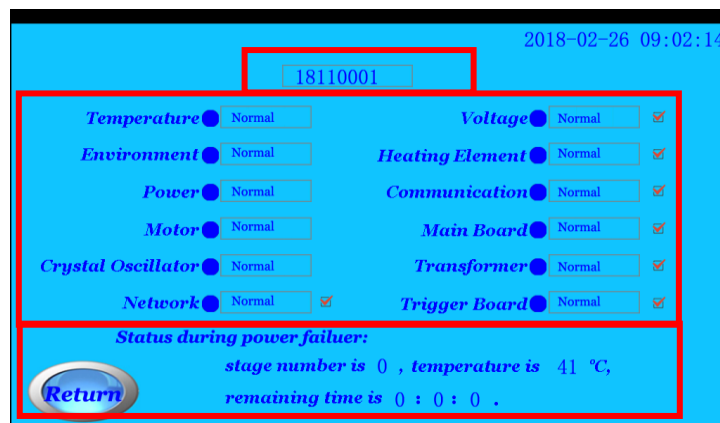 2018-02-26 09:02:14
18110001
Temperature Normal Voltage Normal
Environment Normal Heating Element Normal
Power Normal Communication Normal
Motor Normal Main Board Normal
Crystal Oscillator Normal Transformer Normal
Network Normal Trigger Board Normal
Status during power failuer:
stage number is 0 , temperature is 41 ℃,
Return remaining time is 0 : 0 : 0 .